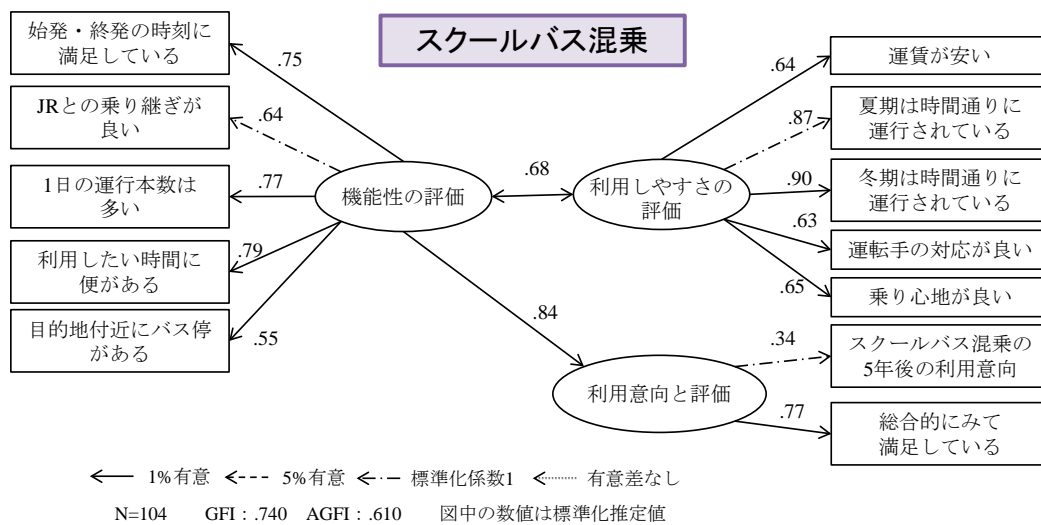 スクールバス混乗
始発・終発の時刻に
満足している
.75
JRとの乗り継ぎが
良い
.64
1日の運行本数は
多い
.77
利用したい時間に
便がある
.79
目的地付近にバス停
がある
.55
機能性の評価
.68
利用しやすさの
評価
.64
運賃が安い
.87
夏期は時間通りに
運行されている
.90
冬期は時間通りに
運行されている
.63
運転手の対応が良い
.65
乗り心地が良い
.84
利用意向と評価
.34
スクールバス混乗の
5年後の利用意向
.77
総合的にみて
満足している
1%有意 5%有意 標準化係数1 有意差なし
N=104 GFI：.740 AGFI：.610 図中の数値は標準化推定値